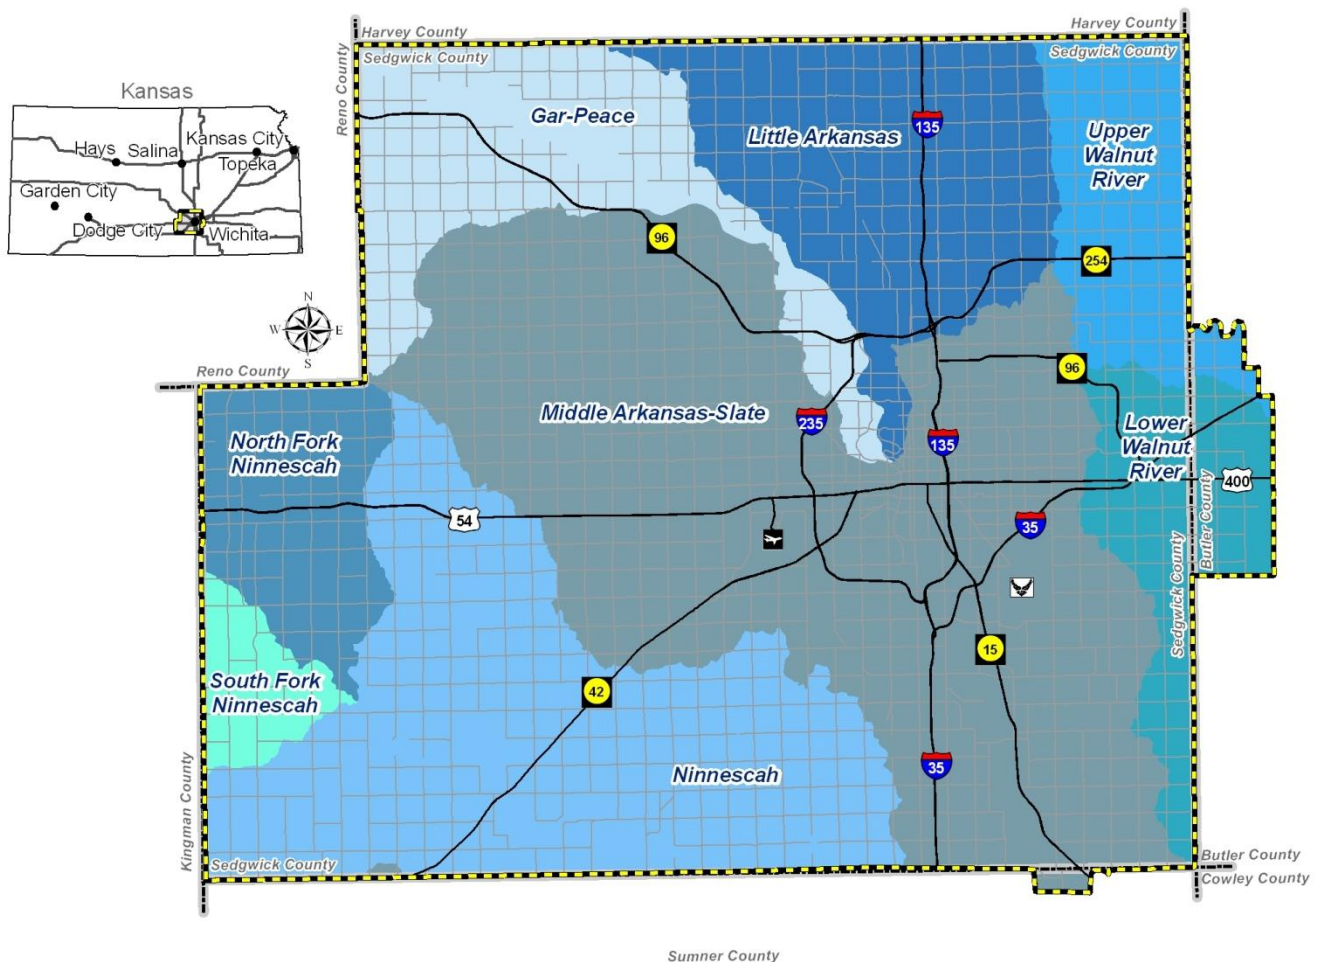 Harvey County
Harvey County
Sedgwick County
Sedgwick County
Reno County
Kansas
Hays
Salina
Kansas City
Topeka
Garden City
Dodge City
Wichita
Gar-Peace
Little Arkansas
135
Upper
Walnut
River
96
254
N
W
E
S
Reno County
96
Middle Arkansas-Slate
235
135
North Fork
Ninnescah
Lower
Walnut
River
400
54
35
Butler County
Sedgwick County
15
South Fork
Ninnescah
42
35
Ninnescah
Kingman County
Sedgwick County
Butler County
Cowley County
Sumner County